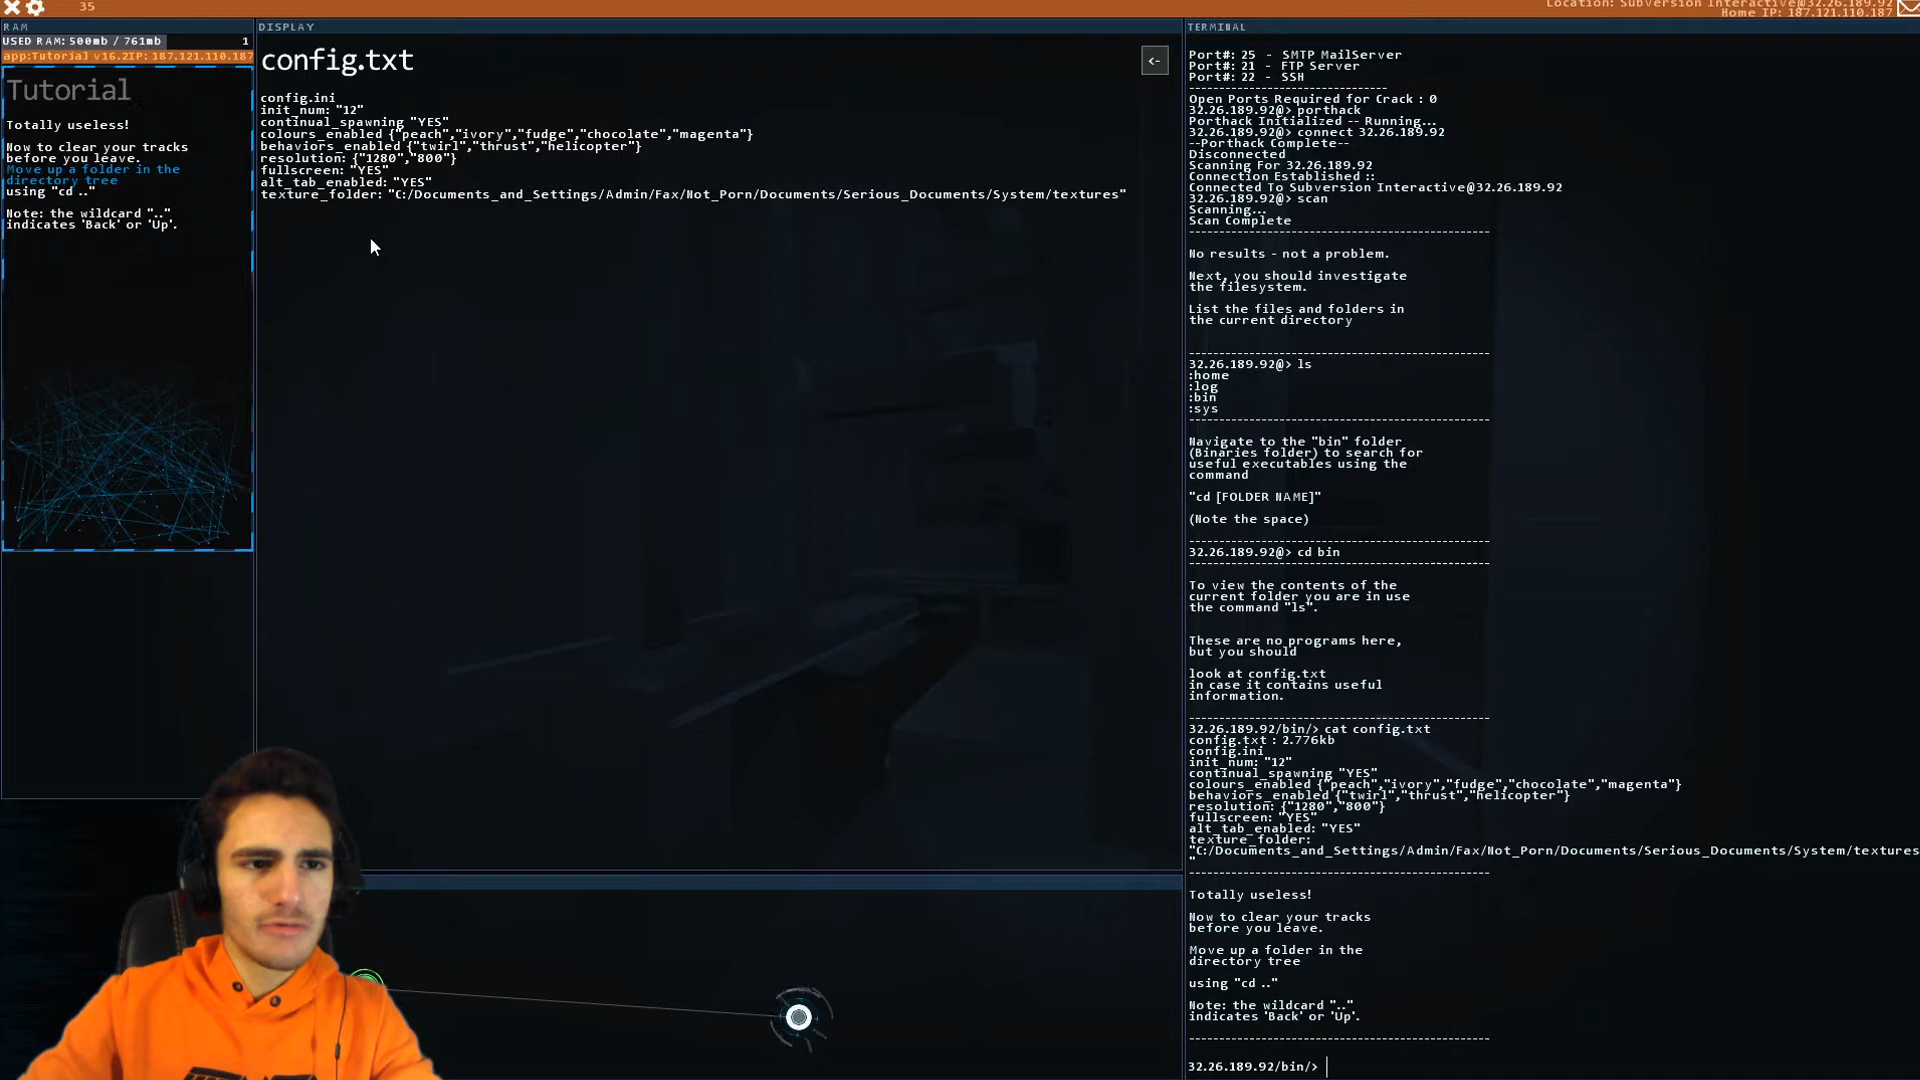 35
Location: Subversion Interactive@32.26.189.92
Home IP: 187.121.110.187
RAM
USED RAM: 500mb / 761mb
1
app:Tutorial v16.2IP: 187.121.110.187
Tutorial
Totally useless!
Now to clear your tracks
before you leave.
Move up a folder in the
directory tree
using "cd .."
Note: the wildcard ".."
indicates 'Back' or 'Up'.
DISPLAY
config.txt
<-
config.ini
init_num: "12"
continual_spawning "YES"
colours_enabled {"peach","ivory","fudge","chocolate","magenta"}
behaviors_enabled {"twirl","thrust","helicopter"}
resolution: {"1280","800"}
fullscreen: "YES"
alt_tab_enabled: "YES"
texture_folder: "C:/Documents_and_Settings/Admin/Fax/Not_Porn/Documents/Serious_Documents/System/textures"
TERMINAL
Port#: 25 - SMTP MailServer
Port#: 21 - FTP Server
Port#: 22 - SSH
---------------------------------
Open Ports Required for Crack : 0
32.26.189.92@> porthack
Porthack Initialized -- Running...
32.26.189.92@> connect 32.26.189.92
--Porthack Complete--
Disconnected
Scanning For 32.26.189.92
Connection Established ::
Connected To Subversion Interactive@32.26.189.92
32.26.189.92@> scan
Scanning...
Scan Complete
-------------------------------------------------
No results - not a problem.
Next, you should investigate
the filesystem.
List the files and folders in
the current directory
-------------------------------------------------
32.26.189.92@> ls
:home
:log
:bin
:sys
-------------------------------------------------
Navigate to the "bin" folder
(Binaries folder) to search for
useful executables using the
command
"cd [FOLDER NAME]"
(Note the space)
-------------------------------------------------
32.26.189.92@> cd bin
-------------------------------------------------
To view the contents of the
current folder you are in use
the command "ls".
These are no programs here,
but you should
look at config.txt
in case it contains useful
information.
-------------------------------------------------
32.26.189.92/bin/> cat config.txt
config.txt : 2.776kb
config.ini
init_num: "12"
continual_spawning "YES"
colours_enabled {"peach","ivory","fudge","chocolate","magenta"}
behaviors_enabled {"twirl","thrust","helicopter"}
resolution: {"1280","800"}
fullscreen: "YES"
alt_tab_enabled: "YES"
texture_folder:
"C:/Documents_and_Settings/Admin/Fax/Not_Porn/Documents/Serious_Documents/System/textures
"
-------------------------------------------------
Totally useless!
Now to clear your tracks
before you leave.
Move up a folder in the
directory tree
using "cd .."
Note: the wildcard ".."
indicates 'Back' or 'Up'.
-------------------------------------------------
32.26.189.92/bin/>